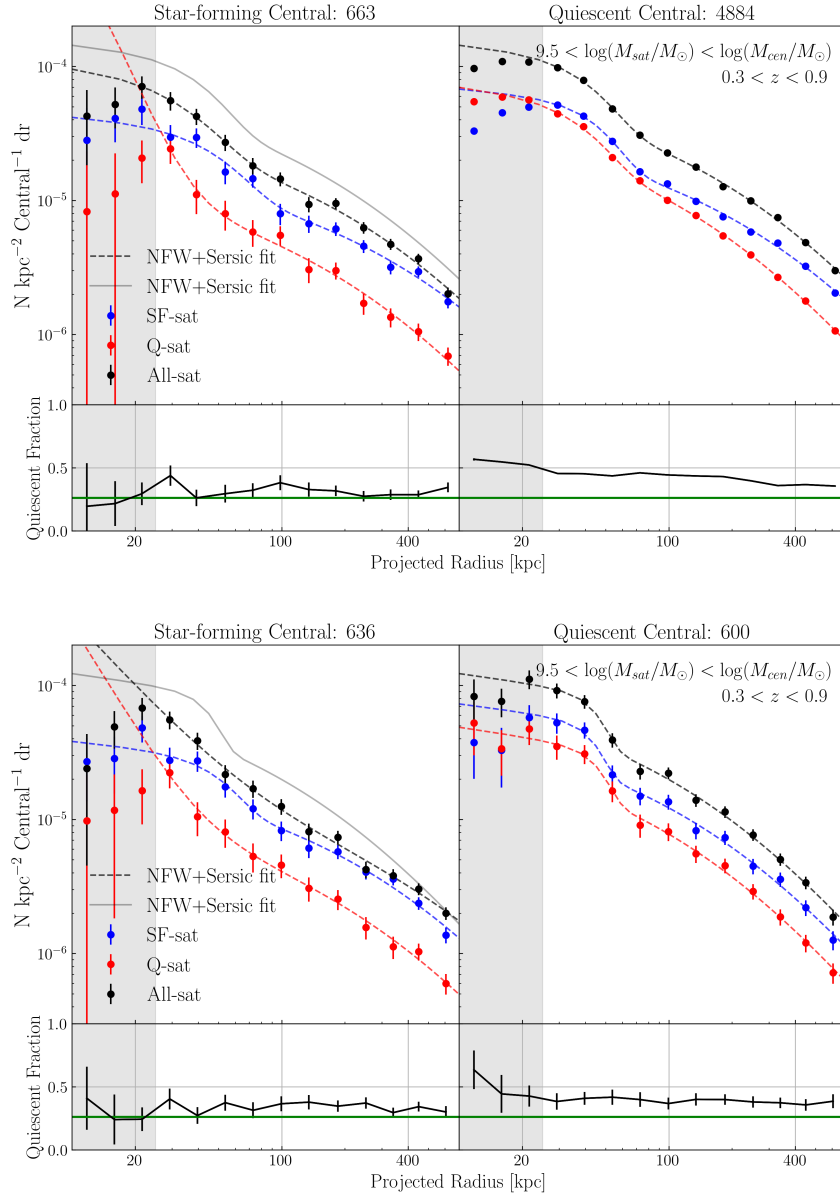 Star-forming Central: 663
Quiescent Central: 4884
9.5 < log(M_sat/M_⊙) < log(M_cen/M_⊙)
0.3 < z < 0.9
N kpc⁻² Central⁻¹ dr
10⁻⁴
10⁻⁵
10⁻⁶
NFW+Sersic fit
NFW+Sersic fit
SF-sat
Q-sat
All-sat
Quiescent Fraction
1.0
0.5
0.0
20 100 400 20 100 400
Projected Radius [kpc]
Star-forming Central: 636
Quiescent Central: 600
9.5 < log(M_sat/M_⊙) < log(M_cen/M_⊙)
0.3 < z < 0.9
N kpc⁻² Central⁻¹ dr
10⁻⁴
10⁻⁵
10⁻⁶
NFW+Sersic fit
NFW+Sersic fit
SF-sat
Q-sat
All-sat
Quiescent Fraction
1.0
0.5
0.0
20 100 400 20 100 400
Projected Radius [kpc]